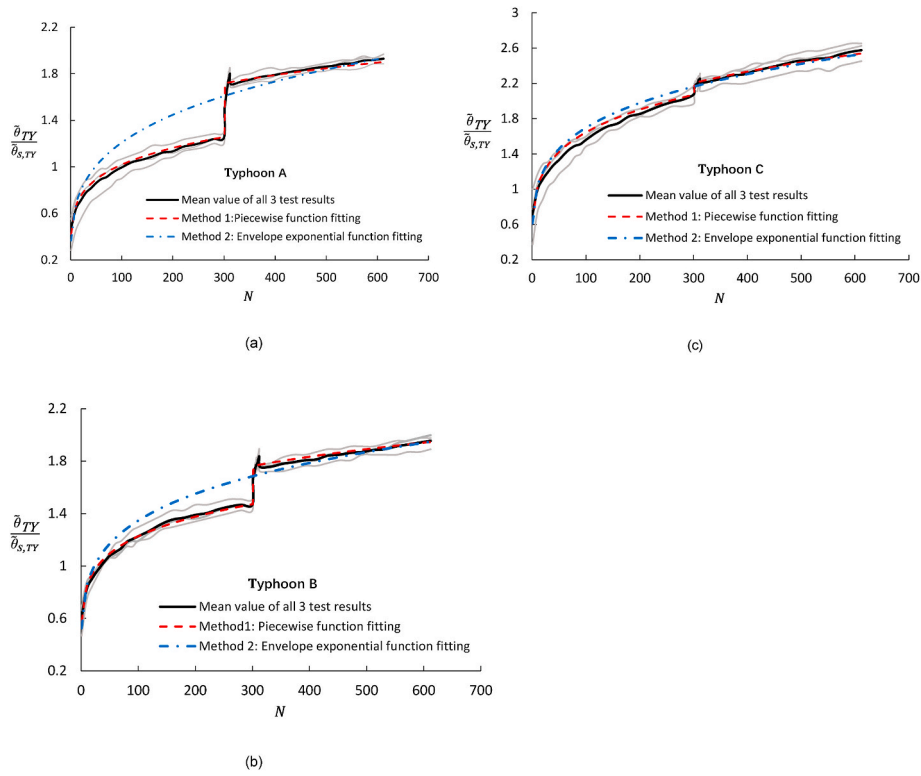 2.2
1.8
1.4
1
0.6
0.2
θ̃_TY
θ̃_S,TY
Typhoon A
Mean value of all 3 test results
Method 1:Piecewise function fitting
Method 2: Envelope exponential function fitting
0 100 200 300 400 500 600 700
N
(a)
3
2.6
2.2
1.8
1.4
1
0.6
0.2
θ̃_TY
θ̃_S,TY
Typhoon C
Mean value of all 3 test results
Method 1: Piecewise function fitting
Method 2: Envelope exponential function fitting
0 100 200 300 400 500 600 700
N
(c)
2.2
1.8
1.4
1
0.6
0.2
θ̃_TY
θ̃_S,TY
Typhoon B
Mean value of all 3 test results
Method1: Piecewise function fitting
Method 2: Envelope exponential function fitting
0 100 200 300 400 500 600 700
N
(b)